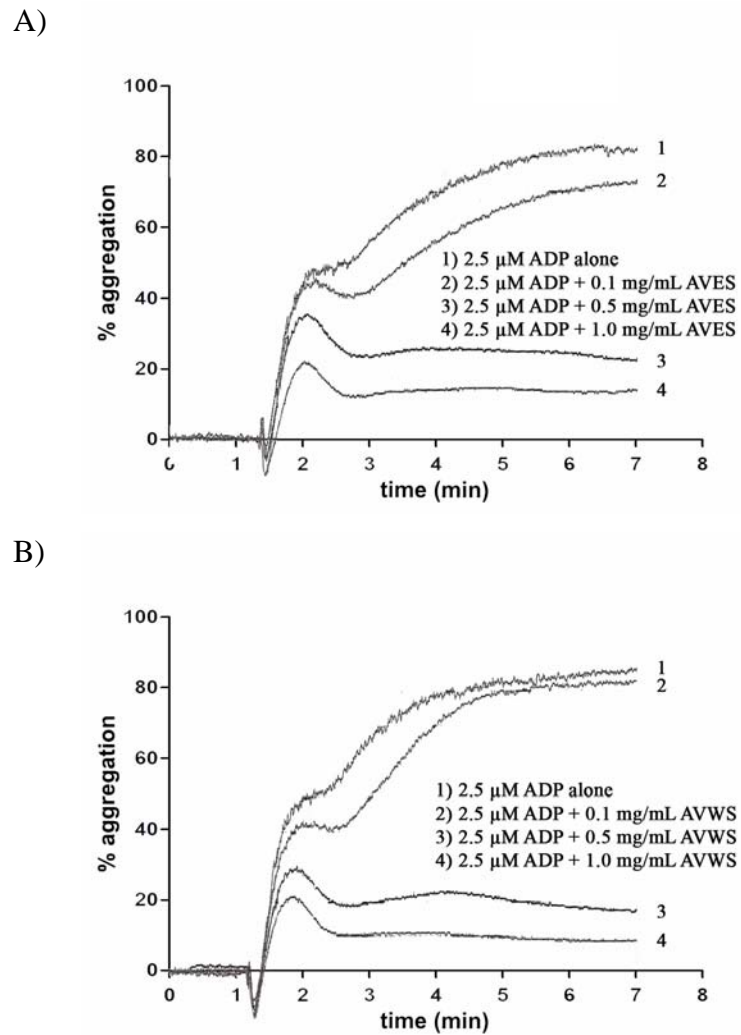 A)
% aggregation
100
80
60
40
20
0
1
2
3
4
1) 2.5 µM ADP alone
2) 2.5 µM ADP + 0.1 mg/mL AVES
3) 2.5 µM ADP + 0.5 mg/mL AVES
4) 2.5 µM ADP + 1.0 mg/mL AVES
1 2 3 4 5 6 7 8
time (min)
B)
% aggregation
100
80
60
40
20
0
1
2
3
4
1) 2.5 µM ADP alone
2) 2.5 µM ADP + 0.1 mg/mL AVWS
3) 2.5 µM ADP + 0.5 mg/mL AVWS
4) 2.5 µM ADP + 1.0 mg/mL AVWS
0 1 2 3 4 5 6 7 8
time (min)